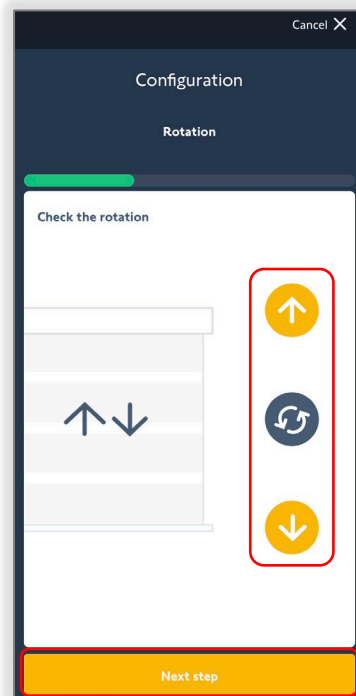 Cancel
Configuration
Rotation
Check the rotation
Next step